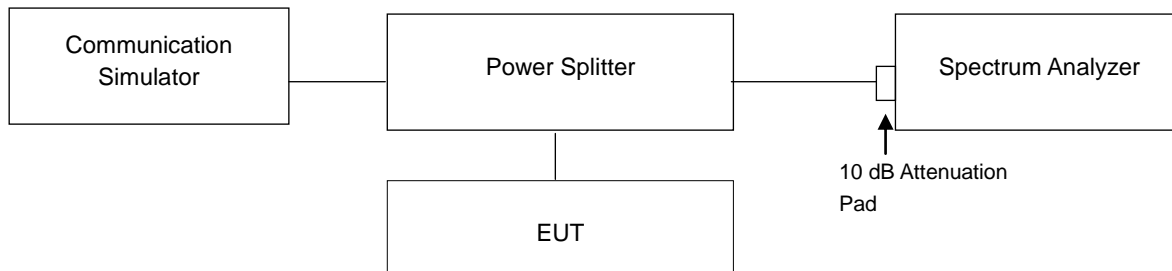 Communication
Simulator
Power Splitter
Spectrum Analyzer
10 dB Attenuation
Pad
EUT